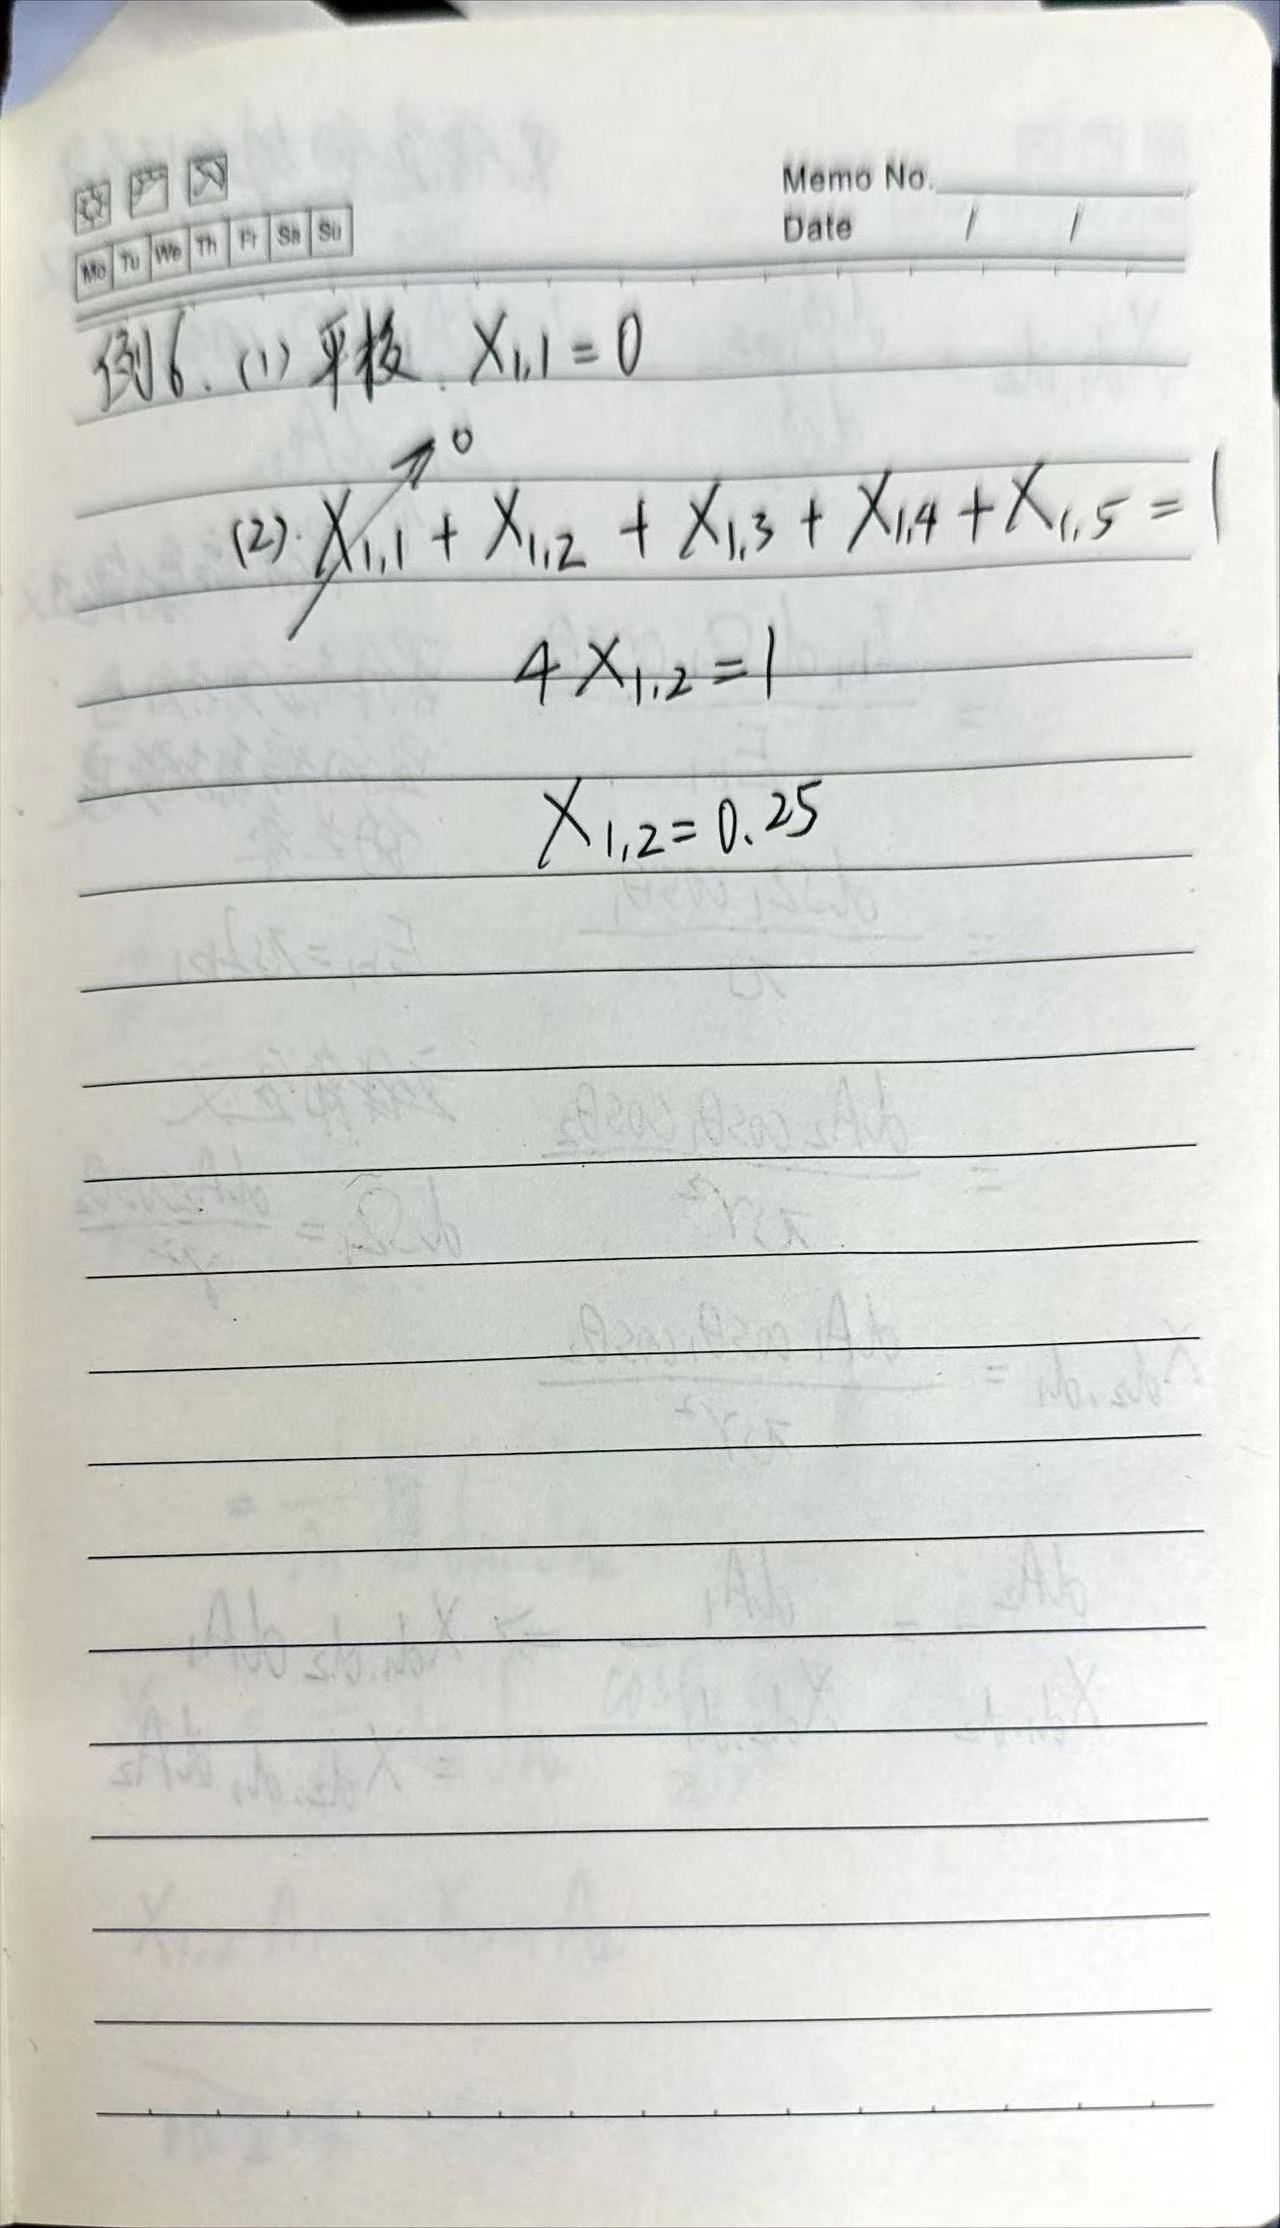 Memo No.
Mo Tu We Th Fr Sa Su
Date / /
例6. (1) 平板. X1,1 = 0
0
(2). X1,1 + X1,2 + X1,3 + X1,4 + X1,5 = 1
4X1,2 = 1
X1,2 = 0.25